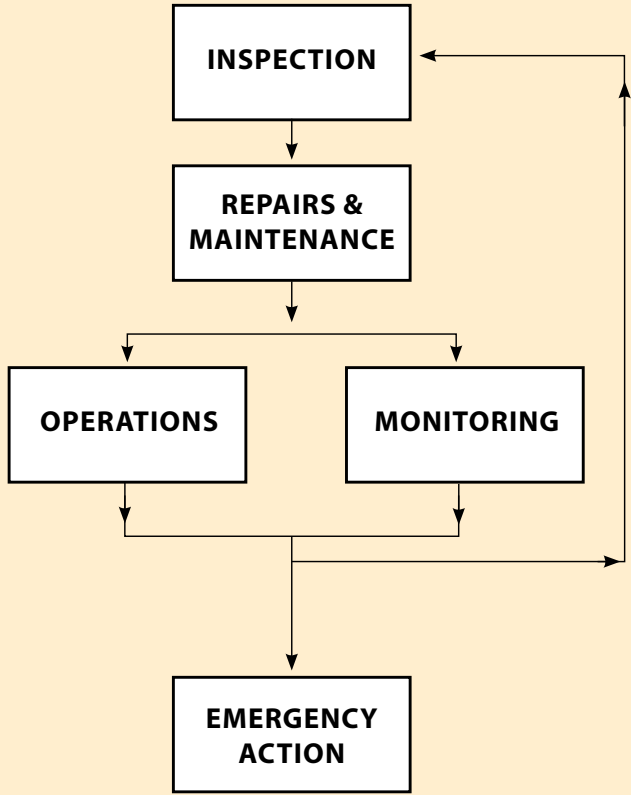 INSPECTION
REPAIRS &
MAINTENANCE
OPERATIONS
MONITORING
EMERGENCY
ACTION